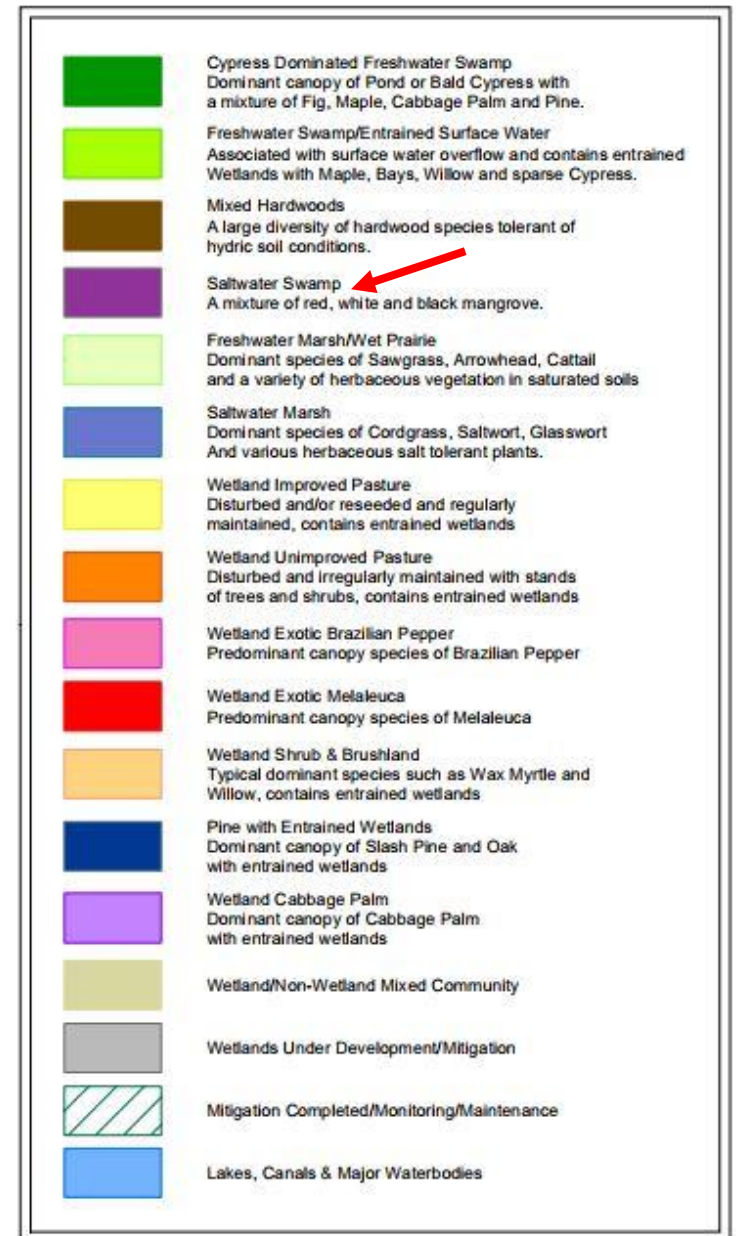 Cypress Dominated Freshwater Swamp
Dominant canopy of Pond or Bald Cypress with
a mixture of Fig, Maple, Cabbage Palm and Pine.
Freshwater Swamp/Entrained Surface Water
Associated with surface water overflow and contains entrained
Wetlands with Maple, Bays, Willow and sparse Cypress.
Mixed Hardwoods
A large diversity of hardwood species tolerant of
hydric soil conditions.
Saltwater Swamp
A mixture of red, white and black mangrove.
Freshwater Marsh/Wet Prairie
Dominant species of Sawgrass, Arrowhead, Cattail
and a variety of herbaceous vegetation in saturated soils
Saltwater Marsh
Dominant species of Cordgrass, Saltwort, Glasswort
And various herbaceous salt tolerant plants.
Wetland Improved Pasture
Disturbed and/or reseeded and regularly
maintained, contains entrained wetlands
Wetland Unimproved Pasture
Disturbed and irregularly maintained with stands
of trees and shrubs, contains entrained wetlands
Wetland Exotic Brazilian Pepper
Predominant canopy species of Brazilian Pepper
Wetland Exotic Melaleuca
Predominant canopy species of Melaleuca
Wetland Shrub & Brushland
Typical dominant species such as Wax Myrtle and
Willow, contains entrained wetlands
Pine with Entrained Wetlands
Dominant canopy of Slash Pine and Oak
with entrained wetlands
Wetland Cabbage Palm
Dominant canopy of Cabbage Palm
with entrained wetlands
Wetland/Non-Wetland Mixed Community
Wetlands Under Development/Mitigation
Mitigation Completed/Monitoring/Maintenance
Lakes, Canals & Major Waterbodies